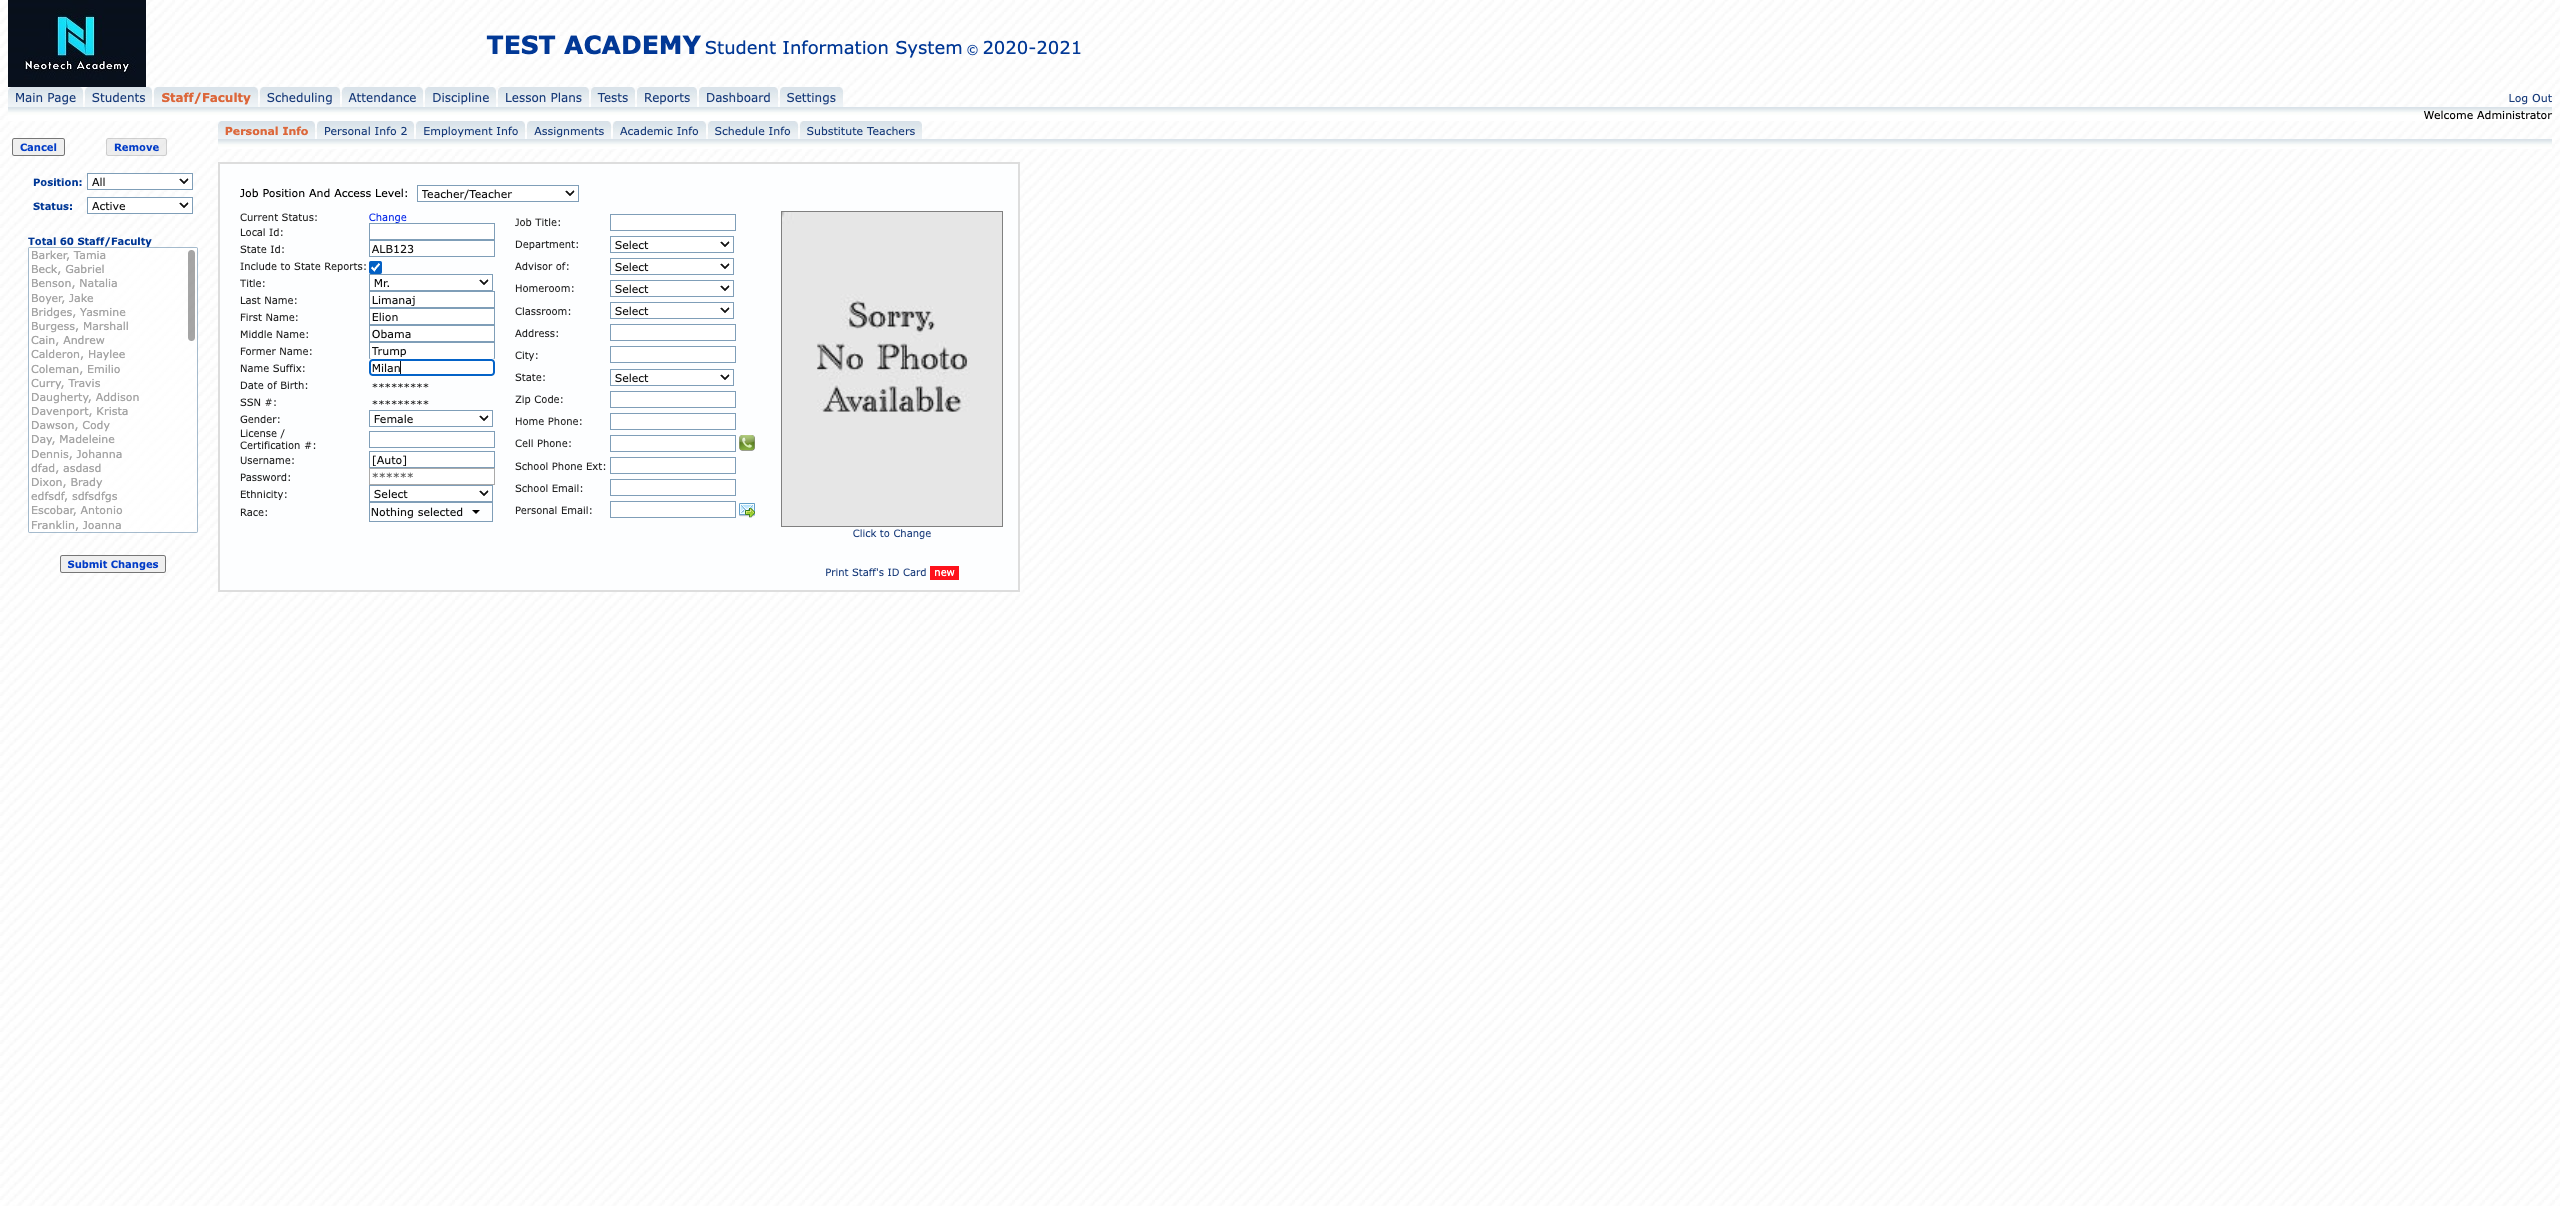 Neotech Academy
TEST ACADEMY Student Information System © 2020-2021
Main Page Students Staff/Faculty Scheduling Attendance Discipline Lesson Plans Tests Reports Dashboard Settings
Log Out
Welcome Administrator
Personal Info Personal Info 2 Employment Info Assignments Academic Info Schedule Info Substitute Teachers
Cancel Remove
Position: All
Status: Active
Total 60 Staff/Faculty
Barker, Tamia
Beck, Gabriel
Benson, Natalia
Boyer, Jake
Bridges, Yasmine
Burgess, Marshall
Cain, Andrew
Calderon, Haylee
Coleman, Emilio
Curry, Travis
Daugherty, Addison
Davenport, Krista
Dawson, Cody
Day, Madeleine
Dennis, Johanna
dfad, asdasd
Dixon, Brady
edfsdf, sdfsdfgs
Escobar, Antonio
Franklin, Joanna
Submit Changes
Job Position And Access Level: Teacher/Teacher
Current Status: Change
Local Id:
State Id: ALB123
Include to State Reports:
Title: Mr.
Last Name: Limanaj
First Name: Elion
Middle Name: Obama
Former Name: Trump
Name Suffix: Milan
Date of Birth: *********
SSN #: *********
Gender: Female
License /
Certification #:
Username: [Auto]
Password: ******
Ethnicity: Select
Race: Nothing selected
Job Title:
Department: Select
Advisor of: Select
Homeroom: Select
Classroom: Select
Address:
City:
State: Select
Zip Code:
Home Phone:
Cell Phone:
School Phone Ext:
School Email:
Personal Email:
Sorry,
No Photo
Available
Click to Change
Print Staff's ID Card new